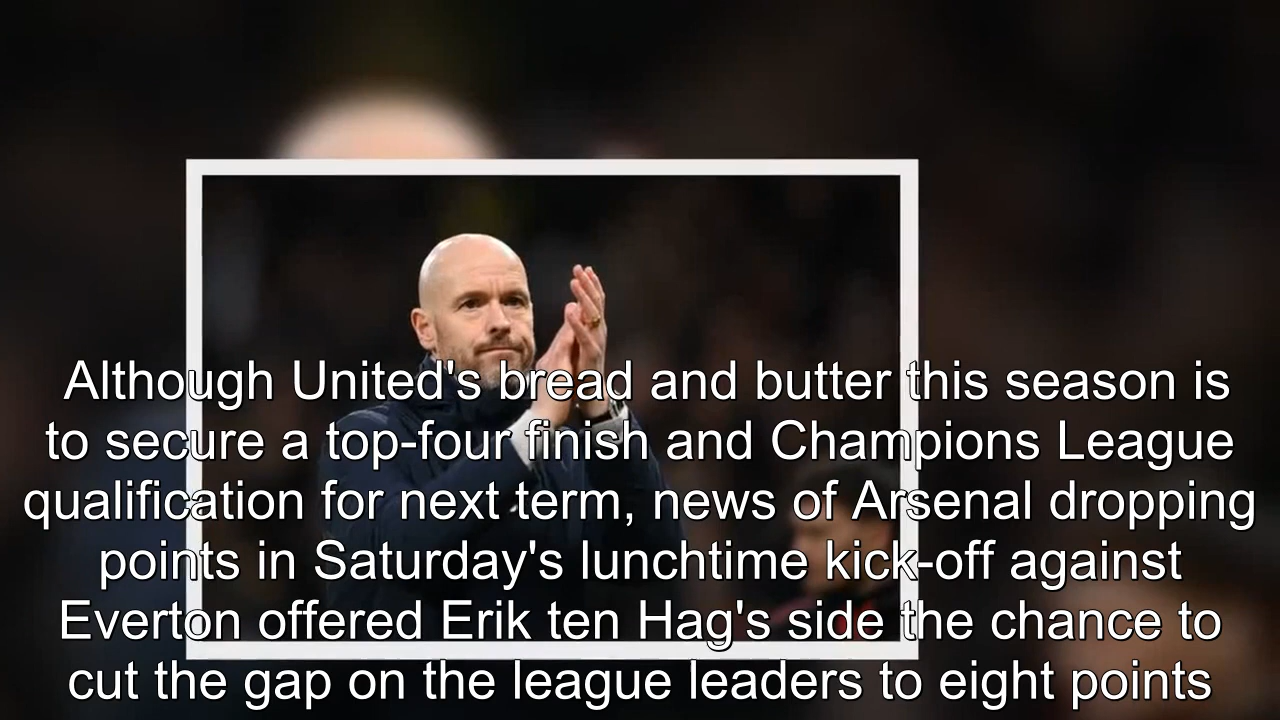 Although United's bread and butter this season is
to secure a top-four finish and Champions League
qualification for next term, news of Arsenal dropping
points in Saturday's lunchtime kick-off against
Everton offered Erik ten Hag's side the chance to
cut the gap on the league leaders to eight points